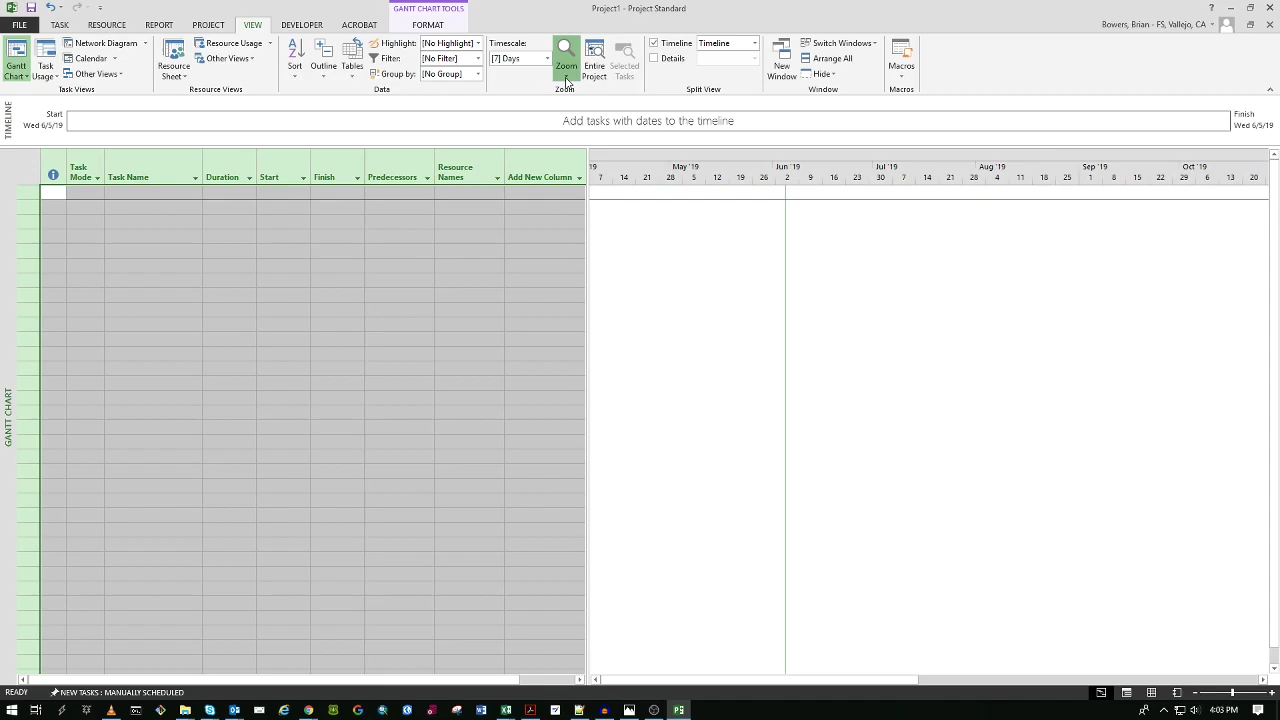 GANTT CHART TOOLS
Project1 - Project Standard
FILE TASK RESOURCE REPORT PROJECT VIEW DEVELOPER ACROBAT FORMAT
Bowers, Brian - FS, Vallejo, CA
Gantt Chart
Task Usage
Network Diagram
Calendar
Other Views
Task Views
Resource Sheet
Resource Usage
Other Views
Resource Views
Sort
Outline
Tables
Highlight: [No Highlight]
Filter: [No Filter]
Group by: [No Group]
Data
Timescale:
[7] Days
Zoom
Entire Project
Selected Tasks
Zoom
Timeline Timeline
Details
Split View
New Window
Switch Windows
Arrange All
Hide
Window
Macros
Macros
TIMELINE
Start
Wed 6/5/19
Add tasks with dates to the timeline
Finish
Wed 6/5/19
Task Mode
Task Name
Duration
Start
Finish
Predecessors
Resource Names
Add New Column
19 May '19 Jun '19 Jul '19 Aug '19 Sep '19 Oct '19
7 14 21 28 5 12 19 26 2 9 16 23 30 7 14 21 28 4 11 18 25 1 8 15 22 29 6 13 20
GANTT CHART
READY NEW TASKS : MANUALLY SCHEDULED
4:03 PM